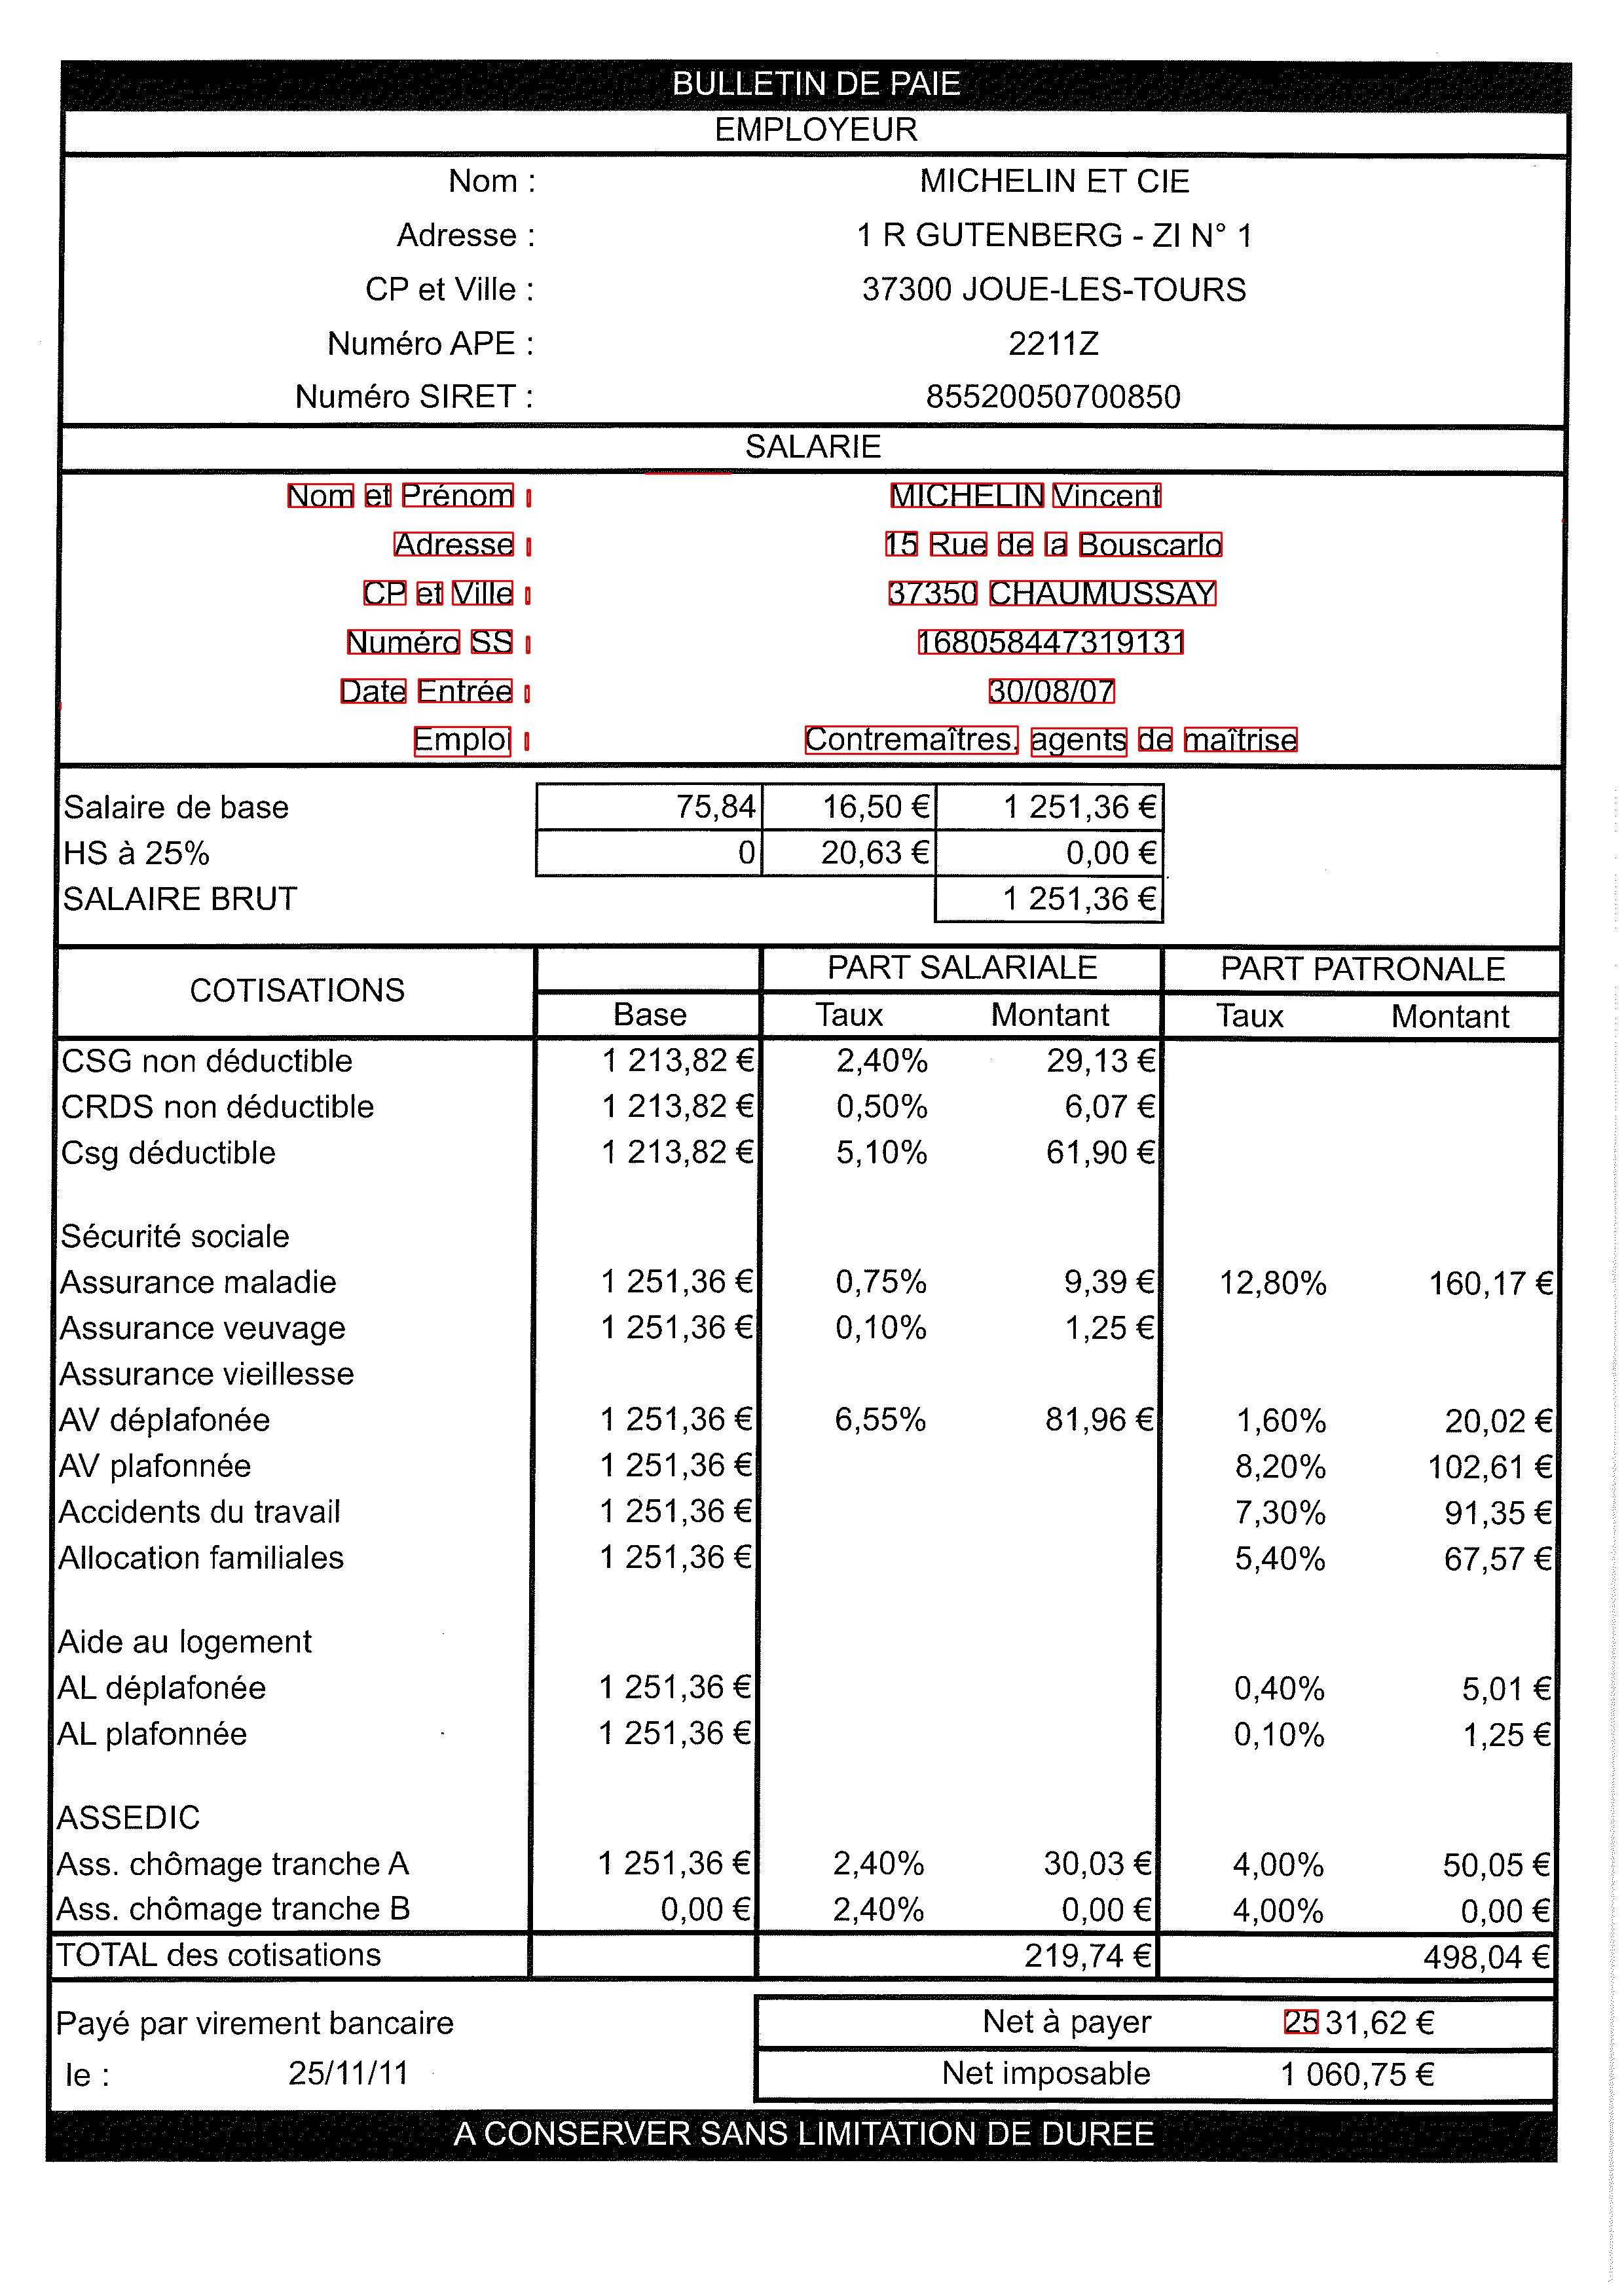 BULLETIN DE PAIE
EMPLOYEUR
Nom : MICHELIN ET CIE
Adresse : 1 R GUTENBERG - ZI N° 1
CP et Ville : 37300 JOUE-LES-TOURS
Numéro APE : 2211Z
Numéro SIRET : 85520050700850
SALARIE
Nom et Prénom : MICHELIN Vincent
Adresse : 15 Rue de la Bouscarlo
CP et Ville : 37350 CHAUMUSSAY
Numéro SS : 168058447319131
Date Entrée : 30/08/07
Emploi : Contremaîtres, agents de maîtrise
Salaire de base 75,84 16,50 € 1 251,36 €
HS à 25% 0 20,63 € 0,00 €
SALAIRE BRUT 1 251,36 €
COTISATIONS PART SALARIALE PART PATRONALE
Base Taux Montant Taux Montant
CSG non déductible 1 213,82 € 2,40% 29,13 €
CRDS non déductible 1 213,82 € 0,50% 6,07 €
Csg déductible 1 213,82 € 5,10% 61,90 €
Sécurité sociale
Assurance maladie 1 251,36 € 0,75% 9,39 € 12,80% 160,17 €
Assurance veuvage 1 251,36 € 0,10% 1,25 €
Assurance vieillesse
AV déplafonée 1 251,36 € 6,55% 81,96 € 1,60% 20,02 €
AV plafonnée 1 251,36 € 8,20% 102,61 €
Accidents du travail 1 251,36 € 7,30% 91,35 €
Allocation familiales 1 251,36 € 5,40% 67,57 €
Aide au logement
AL déplafonée 1 251,36 € 0,40% 5,01 €
AL plafonnée 1 251,36 € 0,10% 1,25 €
ASSEDIC
Ass. chômage tranche A 1 251,36 € 2,40% 30,03 € 4,00% 50,05 €
Ass. chômage tranche B 0,00 € 2,40% 0,00 € 4,00% 0,00 €
TOTAL des cotisations 219,74 € 498,04 €
Payé par virement bancaire Net à payer 2531,62 €
le : 25/11/11 Net imposable 1 060,75 €
A CONSERVER SANS LIMITATION DE DUREE